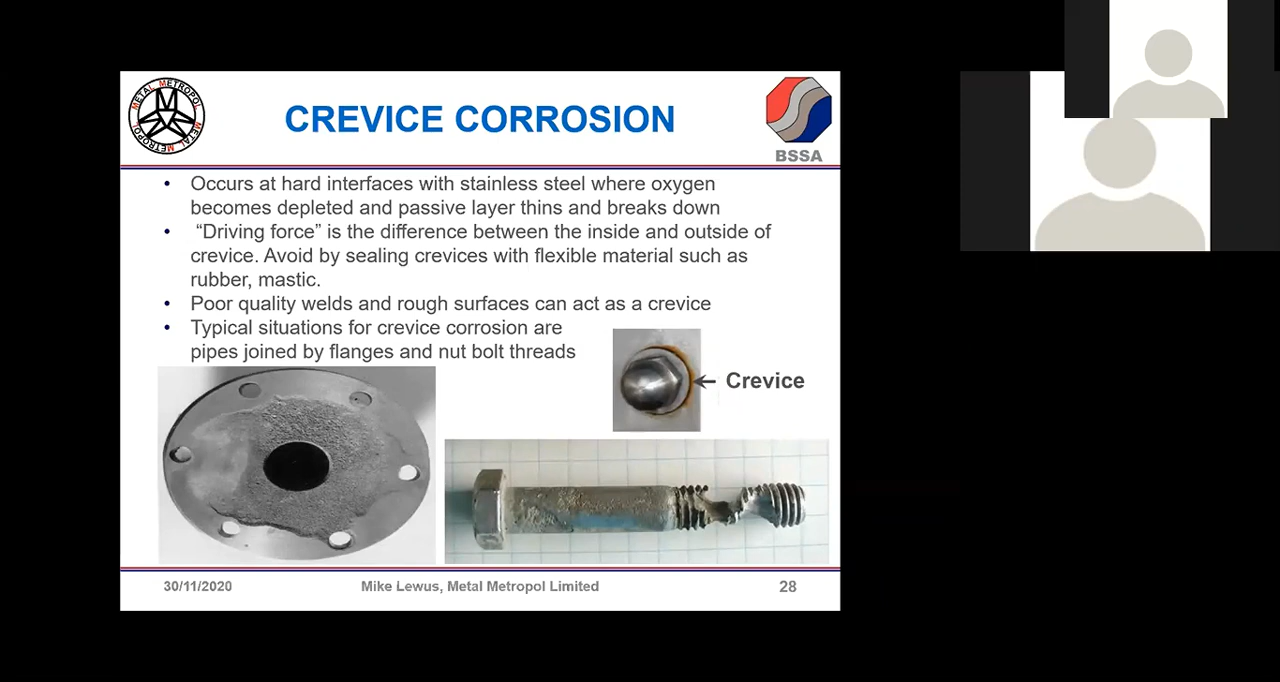 METAL METROPOL METAL METROPOL
CREVICE CORROSION
BSSA
• Occurs at hard interfaces with stainless steel where oxygen
becomes depleted and passive layer thins and breaks down
• “Driving force” is the difference between the inside and outside of
crevice. Avoid by sealing crevices with flexible material such as
rubber, mastic.
• Poor quality welds and rough surfaces can act as a crevice
• Typical situations for crevice corrosion are
pipes joined by flanges and nut bolt threads
Crevice
30/11/2020
Mike Lewus, Metal Metropol Limited
28